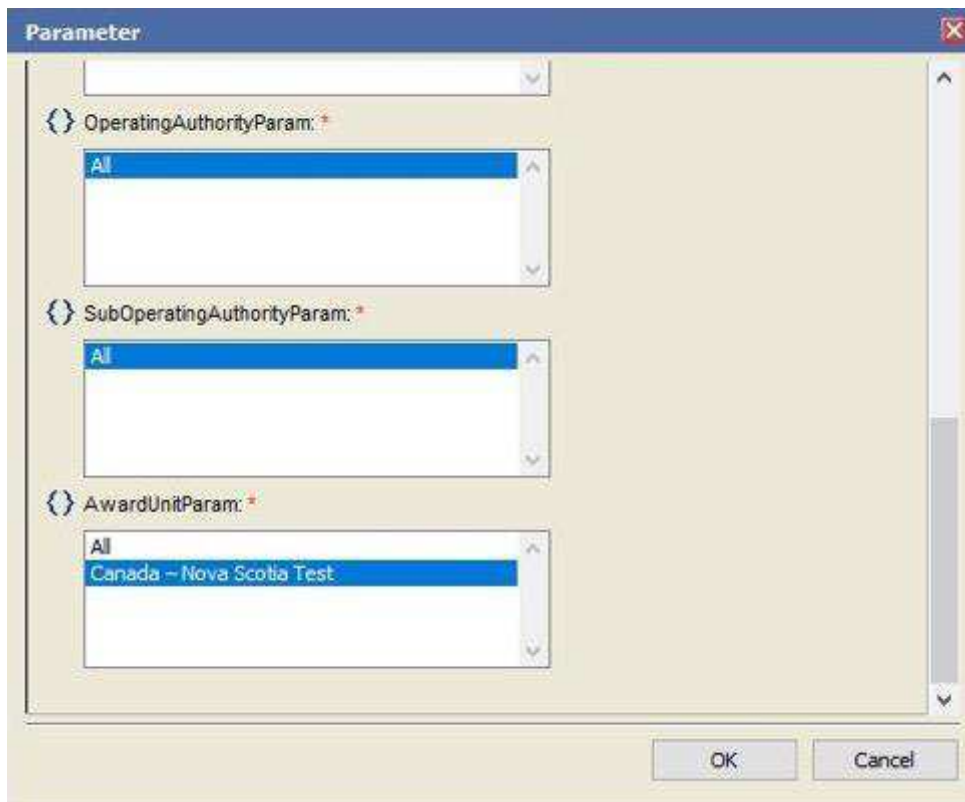 Parameter
{} OperatingAuthorityParam: *
All
{} SubOperatingAuthorityParam: *
All
{} AwardUnitParam: *
All
Canada – Nova Scotia Test
OK
Cancel